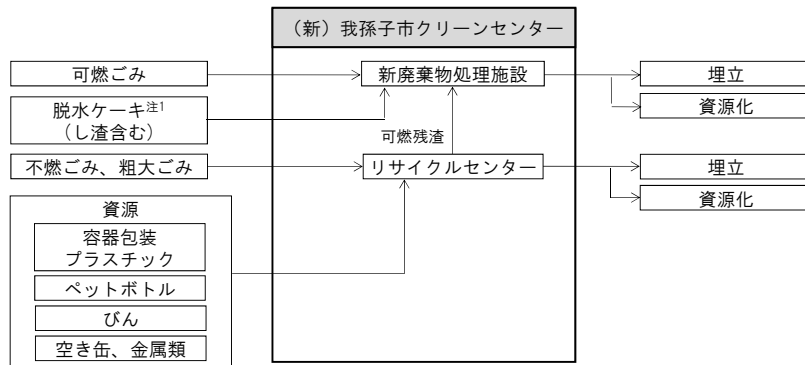 （新）我孫子市クリーンセンター
可燃ごみ
新廃棄物処理施設
埋立
資源化
脱水ケーキ注1
（し渣含む）
可燃残渣
不燃ごみ、粗大ごみ
リサイクルセンター
埋立
資源化
資源
容器包装
プラスチック
ペットボトル
びん
空き缶、金属類